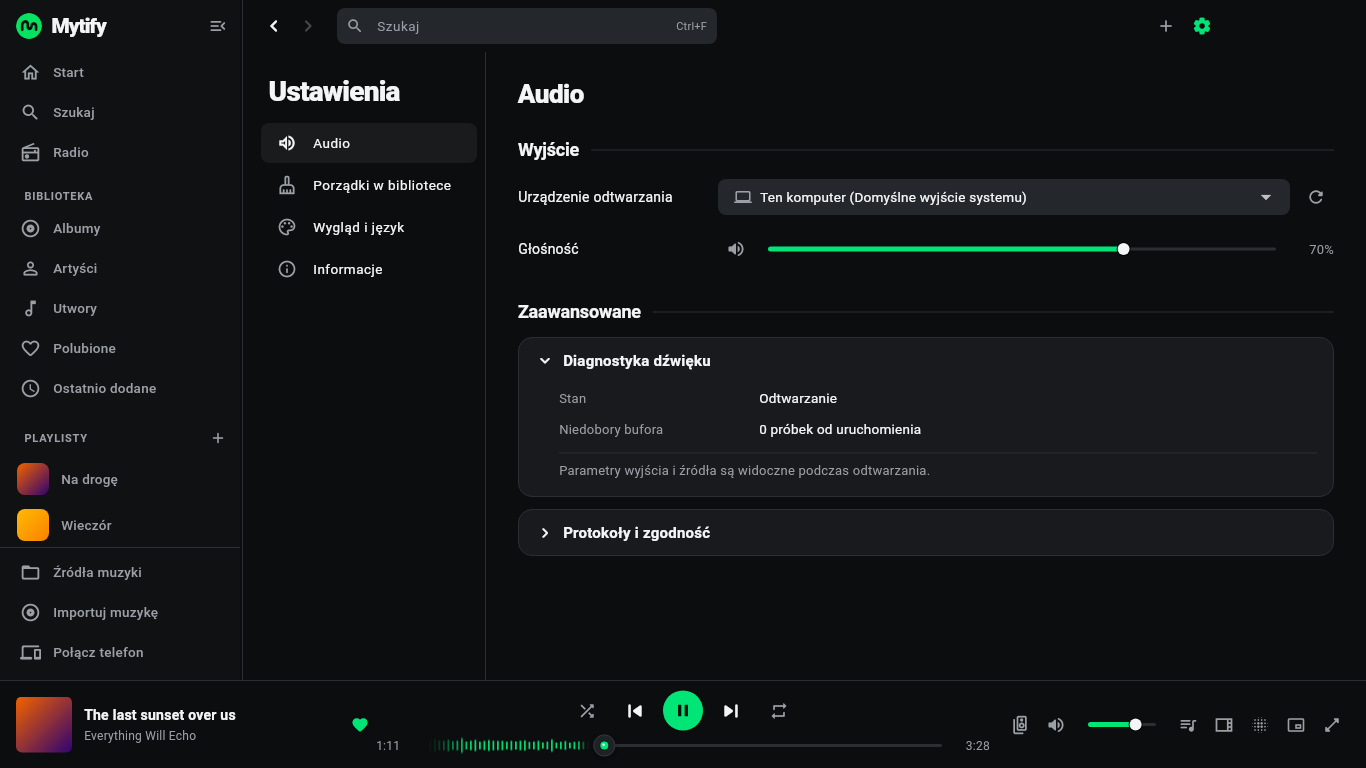 Mytify
Szukaj
Ctrl+F
Start
Szukaj
Radio
BIBLIOTEKA
Albumy
Artyści
Utwory
Polubione
Ostatnio dodane
PLAYLISTY
Na drogę
Wieczór
Źródła muzyki
Importuj muzykę
Połącz telefon
Ustawienia
Audio
Porządki w bibliotece
Wygląd i język
Informacje
Audio
Wyjście
Urządzenie odtwarzania
Ten komputer (Domyślne wyjście systemu)
Głośność
70%
Zaawansowane
Diagnostyka dźwięku
Stan
Odtwarzanie
Niedobory bufora
0 próbek od uruchomienia
Parametry wyjścia i źródła są widoczne podczas odtwarzania.
Protokoły i zgodność
The last sunset over us
Everything Will Echo
1:11
3:28